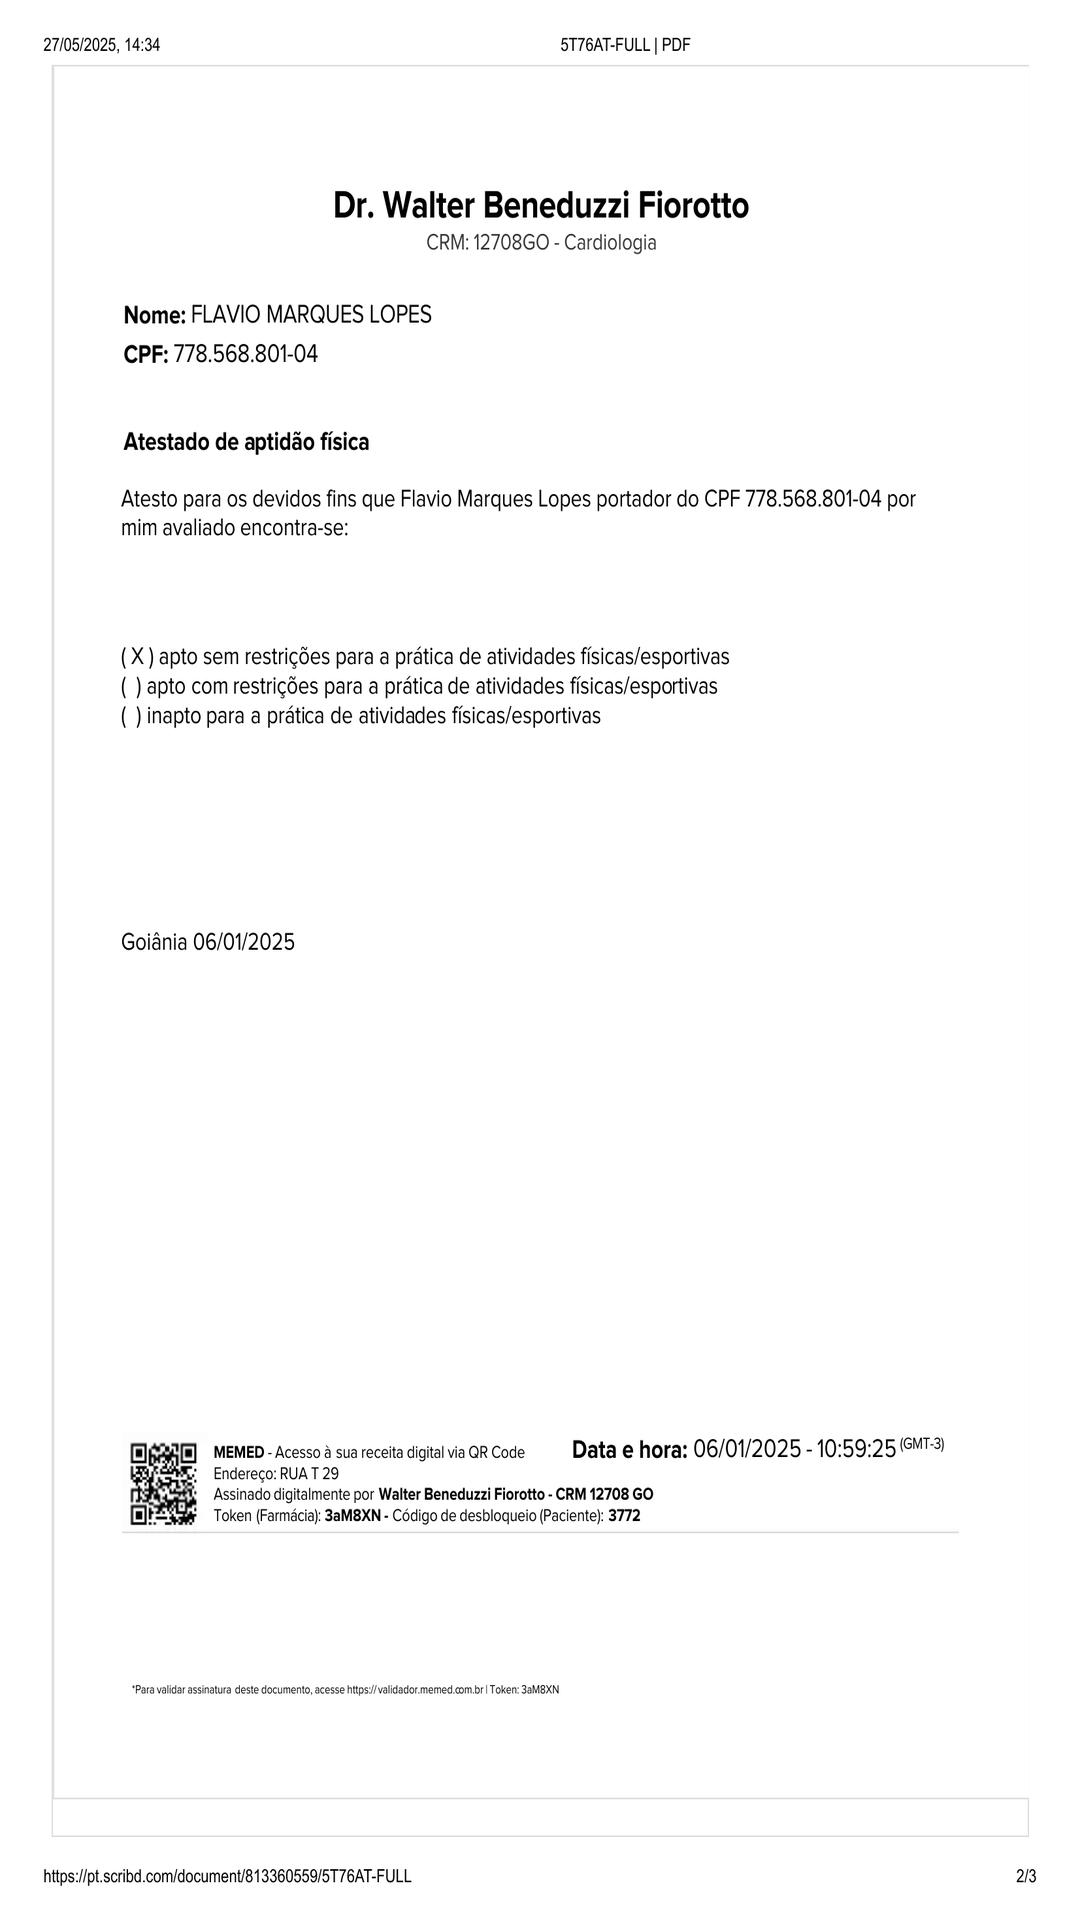 27/05/2025, 14:34 5T76AT-FULL | PDF
Dr. Walter Beneduzzi Fiorotto
CRM: 12708GO - Cardiologia
Nome: FLAVIO MARQUES LOPES
CPF: 778.568.801-04
Atestado de aptidão física
Atesto para os devidos fins que Flavio Marques Lopes portador do CPF 778.568.801-04 por
mim avaliado encontra-se:
( X ) apto sem restrições para a prática de atividades físicas/esportivas
( ) apto com restrições para a prática de atividades físicas/esportivas
( ) inapto para a prática de atividades físicas/esportivas
Goiânia 06/01/2025
MEMED - Acesso à sua receita digital via QR Code
Data e hora: 06/01/2025 - 10:59:25 (GMT-3)
Endereço: RUA T 29
Assinado digitalmente por Walter Beneduzzi Fiorotto - CRM 12708 GO
Token (Farmácia): 3aM8XN - Código de desbloqueio (Paciente): 3772
*Para validar assinatura deste documento, acesse https://validador.memed.com.br | Token: 3aM8XN
https://pt.scribd.com/document/813360559/5T76AT-FULL 2/3